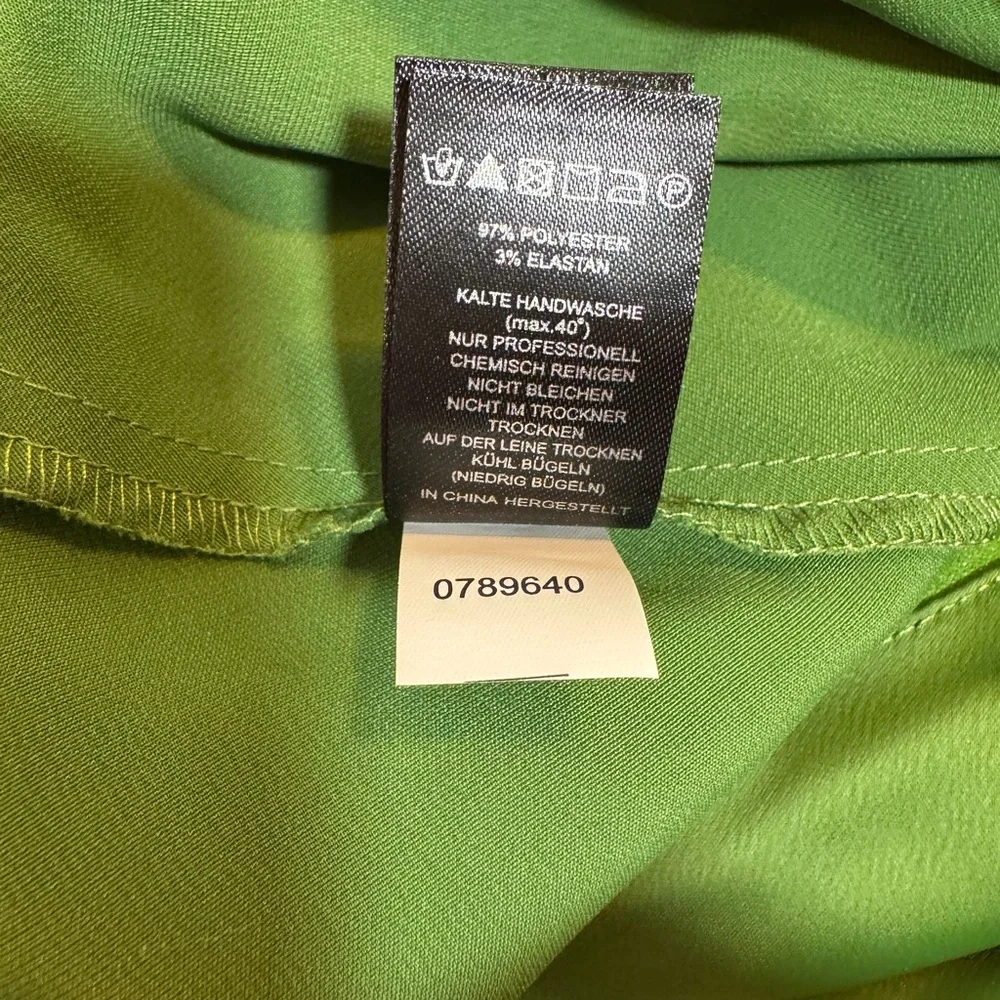 P
97% POLYESTER
3% ELASTAN
KALTE HANDWASCHE
(max.40°)
NUR PROFESSIONELL
CHEMISCH REINIGEN
NICHT BLEICHEN
NICHT IM TROCKNER
TROCKNEN
AUF DER LEINE TROCKNEN
KÜHL BÜGELN
(NIEDRIG BÜGELN)
IN CHINA HERGESTELLT
0789640